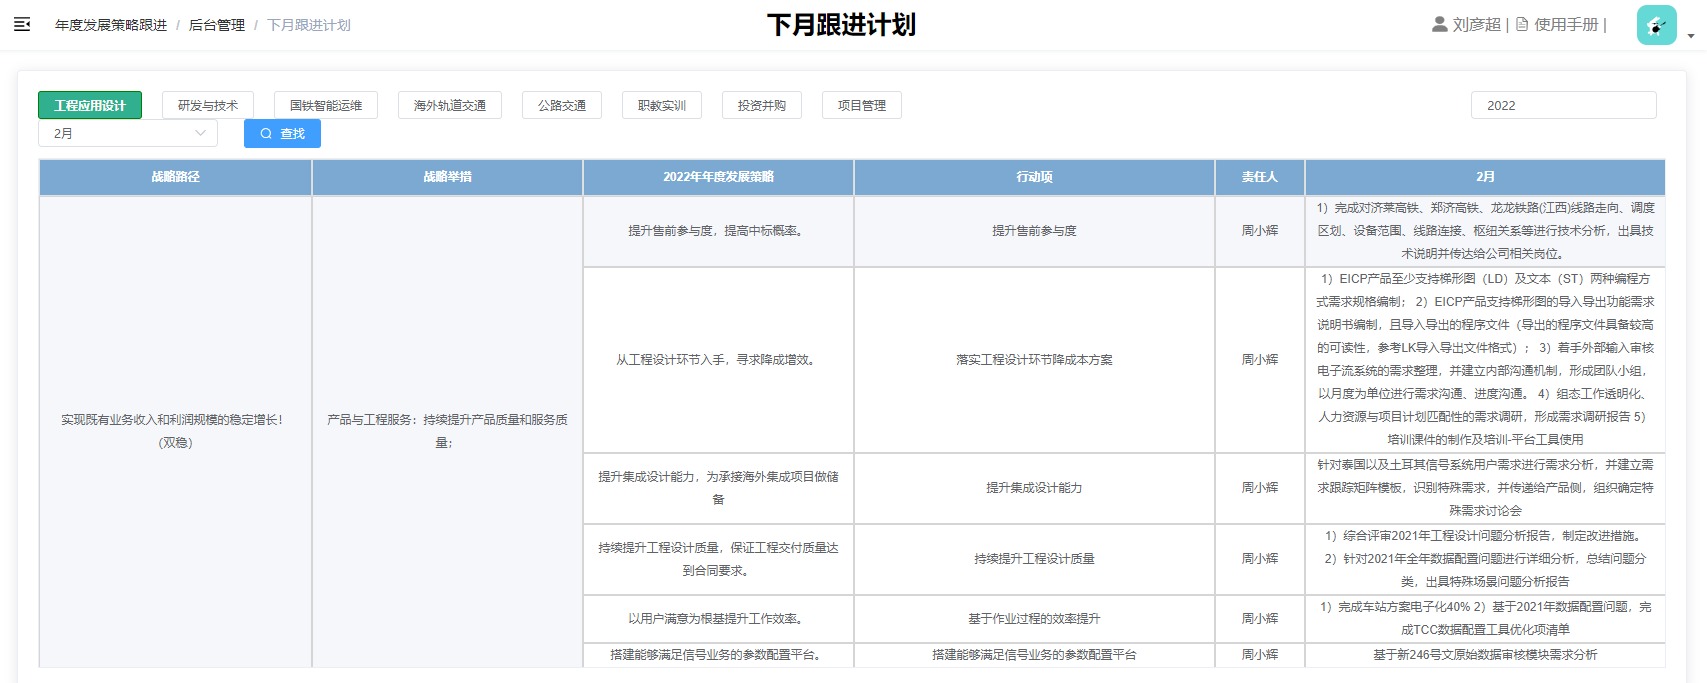 年度发展策略跟进 / 后台管理 / 下月跟进计划
下月跟进计划
刘彦超 | 使用手册 |
工程应用设计
研发与技术
国铁智能运维
海外轨道交通
公路交通
职教实训
投资并购
项目管理
2022
2月
查找
战略路径
战略举措
2022年年度发展策略
行动项
责任人
2月
实现既有业务收入和利润规模的稳定增长！
（双稳）
产品与工程服务：持续提升产品质量和服务质
量；
提升售前参与度，提高中标概率。
提升售前参与度
周小辉
1）完成对济莱高铁、郑济高铁、龙龙铁路(江西)线路走向、调度
区划、设备范围、线路连接、枢纽关系等进行技术分析，出具技
术说明并传达给公司相关岗位。
从工程设计环节入手，寻求降成增效。
落实工程设计环节降成本方案
周小辉
1）EICP产品至少支持梯形图（LD）及文本（ST）两种编程方
式需求规格编制； 2）EICP产品支持梯形图的导入导出功能需求
说明书编制，且导入导出的程序文件（导出的程序文件具备较高
的可读性，参考LK导入导出文件格式）； 3）着手外部输入审核
电子流系统的需求整理，并建立内部沟通机制，形成团队小组，
以月度为单位进行需求沟通、进度沟通。 4）组态工作透明化、
人力资源与项目计划匹配性的需求调研，形成需求调研报告 5）
培训课件的制作及培训-平台工具使用
提升集成设计能力，为承接海外集成项目做储
备
提升集成设计能力
周小辉
针对泰国以及土耳其信号系统用户需求进行需求分析，并建立需
求跟踪矩阵模板，识别特殊需求，并传递给产品侧，组织确定特
殊需求讨论会
持续提升工程设计质量，保证工程交付质量达
到合同要求。
持续提升工程设计质量
周小辉
1）综合评审2021年工程设计问题分析报告，制定改进措施。
2）针对2021年全年数据配置问题进行详细分析，总结问题分
类，出具特殊场景问题分析报告
以用户满意为根基提升工作效率。
基于作业过程的效率提升
周小辉
1）完成车站方案电子化40% 2）基于2021年数据配置问题，完
成TCC数据配置工具优化项清单
搭建能够满足信号业务的参数配置平台。
搭建能够满足信号业务的参数配置平台
周小辉
基于新246号文原始数据审核模块需求分析